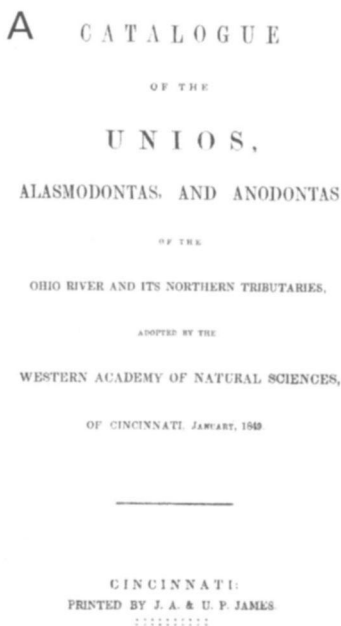 A
CATALOGUE
OF THE
UNIOS,
ALASMODONTAS, AND ANODONTAS
OF THE
OHIO RIVER AND ITS NORTHERN TRIBUTARIES,
ADOPTED BY THE
WESTERN ACADEMY OF NATURAL SCIENCES,
OF CINCINNATI, JANUARY, 1849
CINCINNATI:
PRINTED BY J. A. & U. P. JAMES.